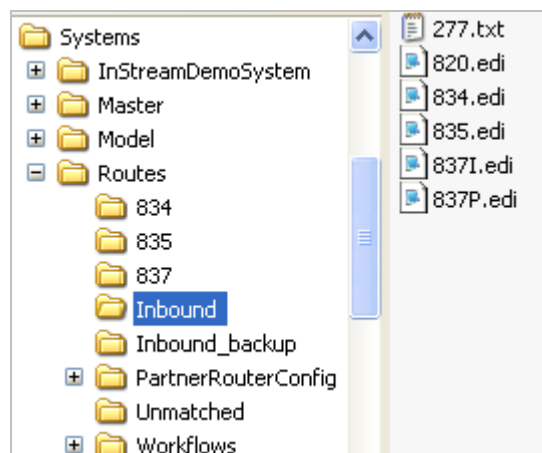 Systems
InStreamDemoSystem
Master
Model
Routes
834
835
837
Inbound
Inbound_backup
PartnerRouterConfig
Unmatched
Workflows
277.txt
820.edi
834.edi
835.edi
837I.edi
837P.edi